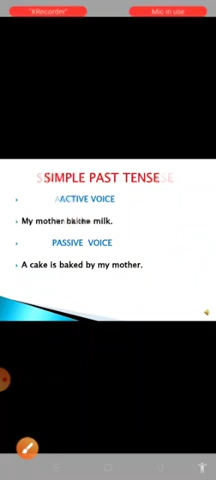 "XRecorder"
Mic in use
SIMPLE PAST TENSE
ACTIVE VOICE
My mother milk.
PASSIVE VOICE
A cake is baked by my mother.